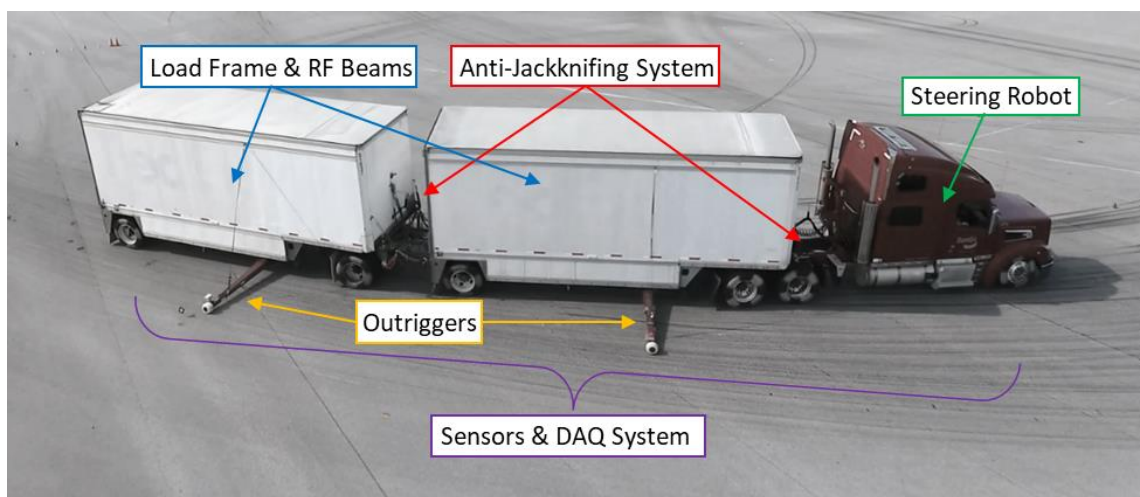 Load Frame & RF Beams
Anti-Jackknifing System
Steering Robot
Outriggers
Sensors & DAQ System